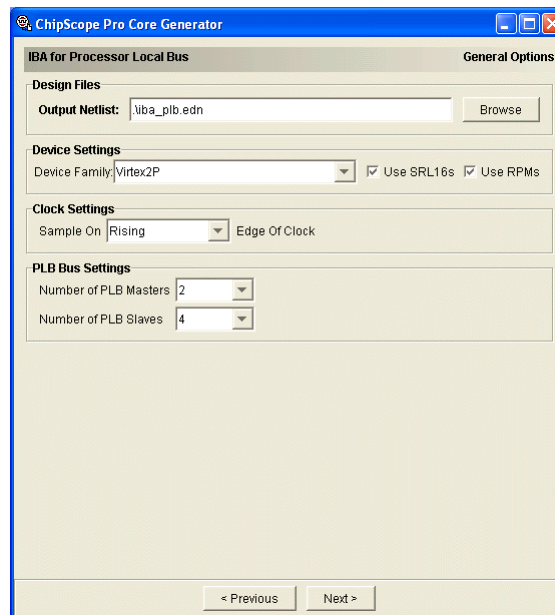 ChipScope Pro Core Generator
IBA for Processor Local Bus General Options
Design Files
Output Netlist: .\iba_plb.edn Browse
Device Settings
Device Family: Virtex2P Use SRL16s Use RPMs
Clock Settings
Sample On Rising Edge Of Clock
PLB Bus Settings
Number of PLB Masters 2
Number of PLB Slaves 4
< Previous Next >